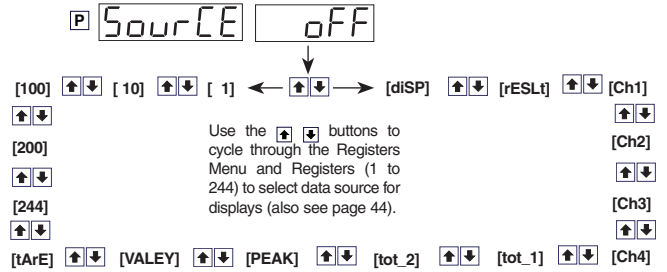 P SourCE oFF
[100] [ 10] [ 1] [diSP] [rESLt] [Ch1]
Use the buttons to
cycle through the Registers
Menu and Registers (1 to
244) to select data source for
displays (also see page 44).
[200] [Ch2]
[Ch3]
[244]
[tArE] [VALEY] [PEAK] [tot_2] [tot_1] [Ch4]